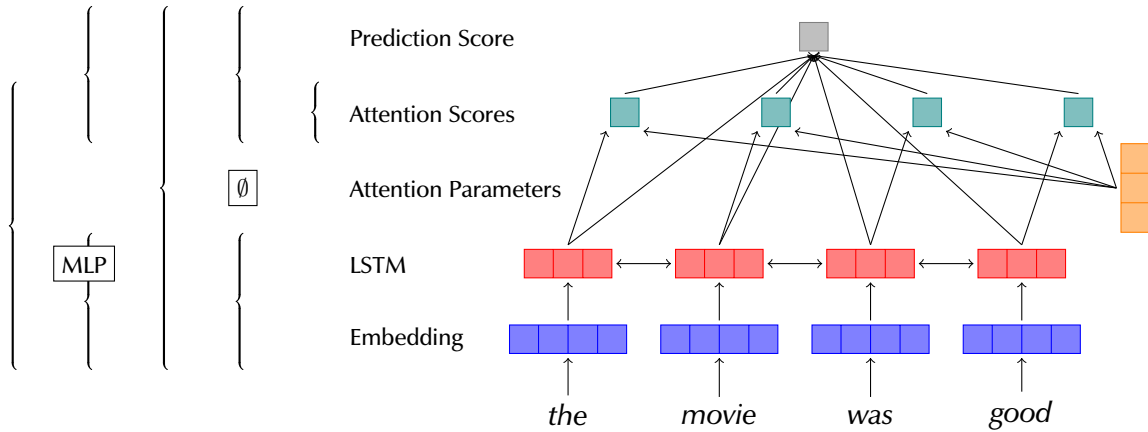 Prediction Score
Attention Scores
∅
Attention Parameters
MLP
LSTM
Embedding
the movie was good